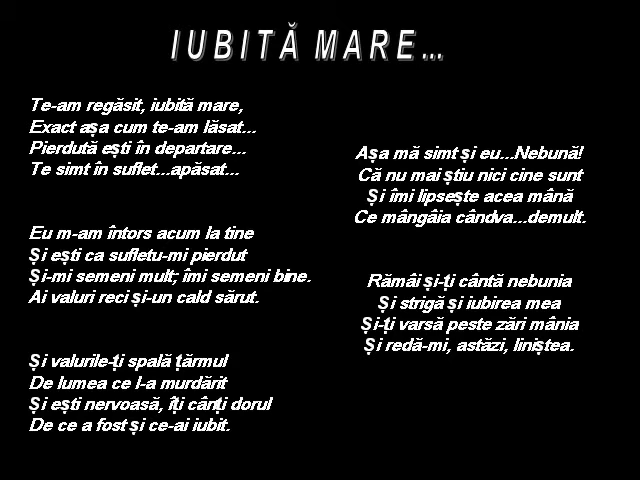 IUBITĂ MARE...
Te-am regăsit, iubită mare,
Exact așa cum te-am lăsat...
Pierdută ești în departare...
Te simt în suflet...apăsat...
Eu m-am întors acum la tine
Și ești ca sufletu-mi pierdut
Și-mi semeni mult; îmi semeni bine.
Ai valuri reci și-un cald sărut.
Și valurile-ți spală țărmul
De lumea ce l-a murdărit
Și ești nervoasă, îți cânți dorul
De ce a fost și ce-ai iubit.
Așa mă simt și eu...Nebună!
Că nu mai știu nici cine sunt
Și îmi lipsește acea mână
Ce mângâia cândva...demult.
Rămâi și-ți cântă nebunia
Și strigă și iubirea mea
Și-ți varsă peste zări mânia
Și redă-mi, astăzi, liniștea.